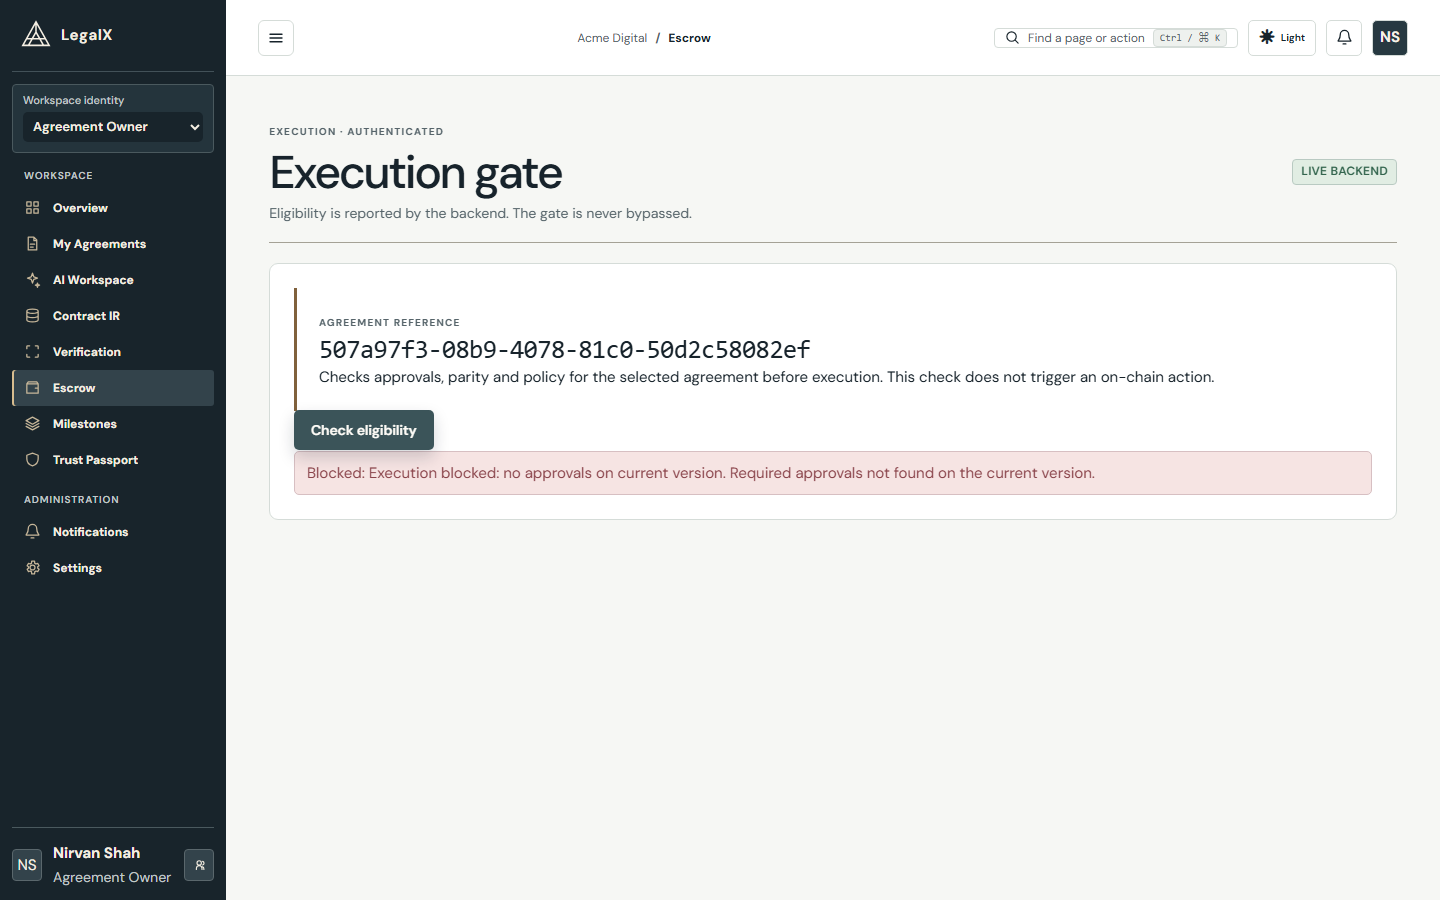 LegalX
Workspace identity
Agreement Owner
WORKSPACE
Overview
My Agreements
AI Workspace
Contract IR
Verification
Escrow
Milestones
Trust Passport
ADMINISTRATION
Notifications
Settings
NS
Nirvan Shah
Agreement Owner
Acme Digital / Escrow
Find a page or action Ctrl / ⌘ K
Light
NS
EXECUTION · AUTHENTICATED
Execution gate
LIVE BACKEND
Eligibility is reported by the backend. The gate is never bypassed.
AGREEMENT REFERENCE
507a97f3-08b9-4078-81c0-50d2c58082ef
Checks approvals, parity and policy for the selected agreement before execution. This check does not trigger an on-chain action.
Check eligibility
Blocked: Execution blocked: no approvals on current version. Required approvals not found on the current version.